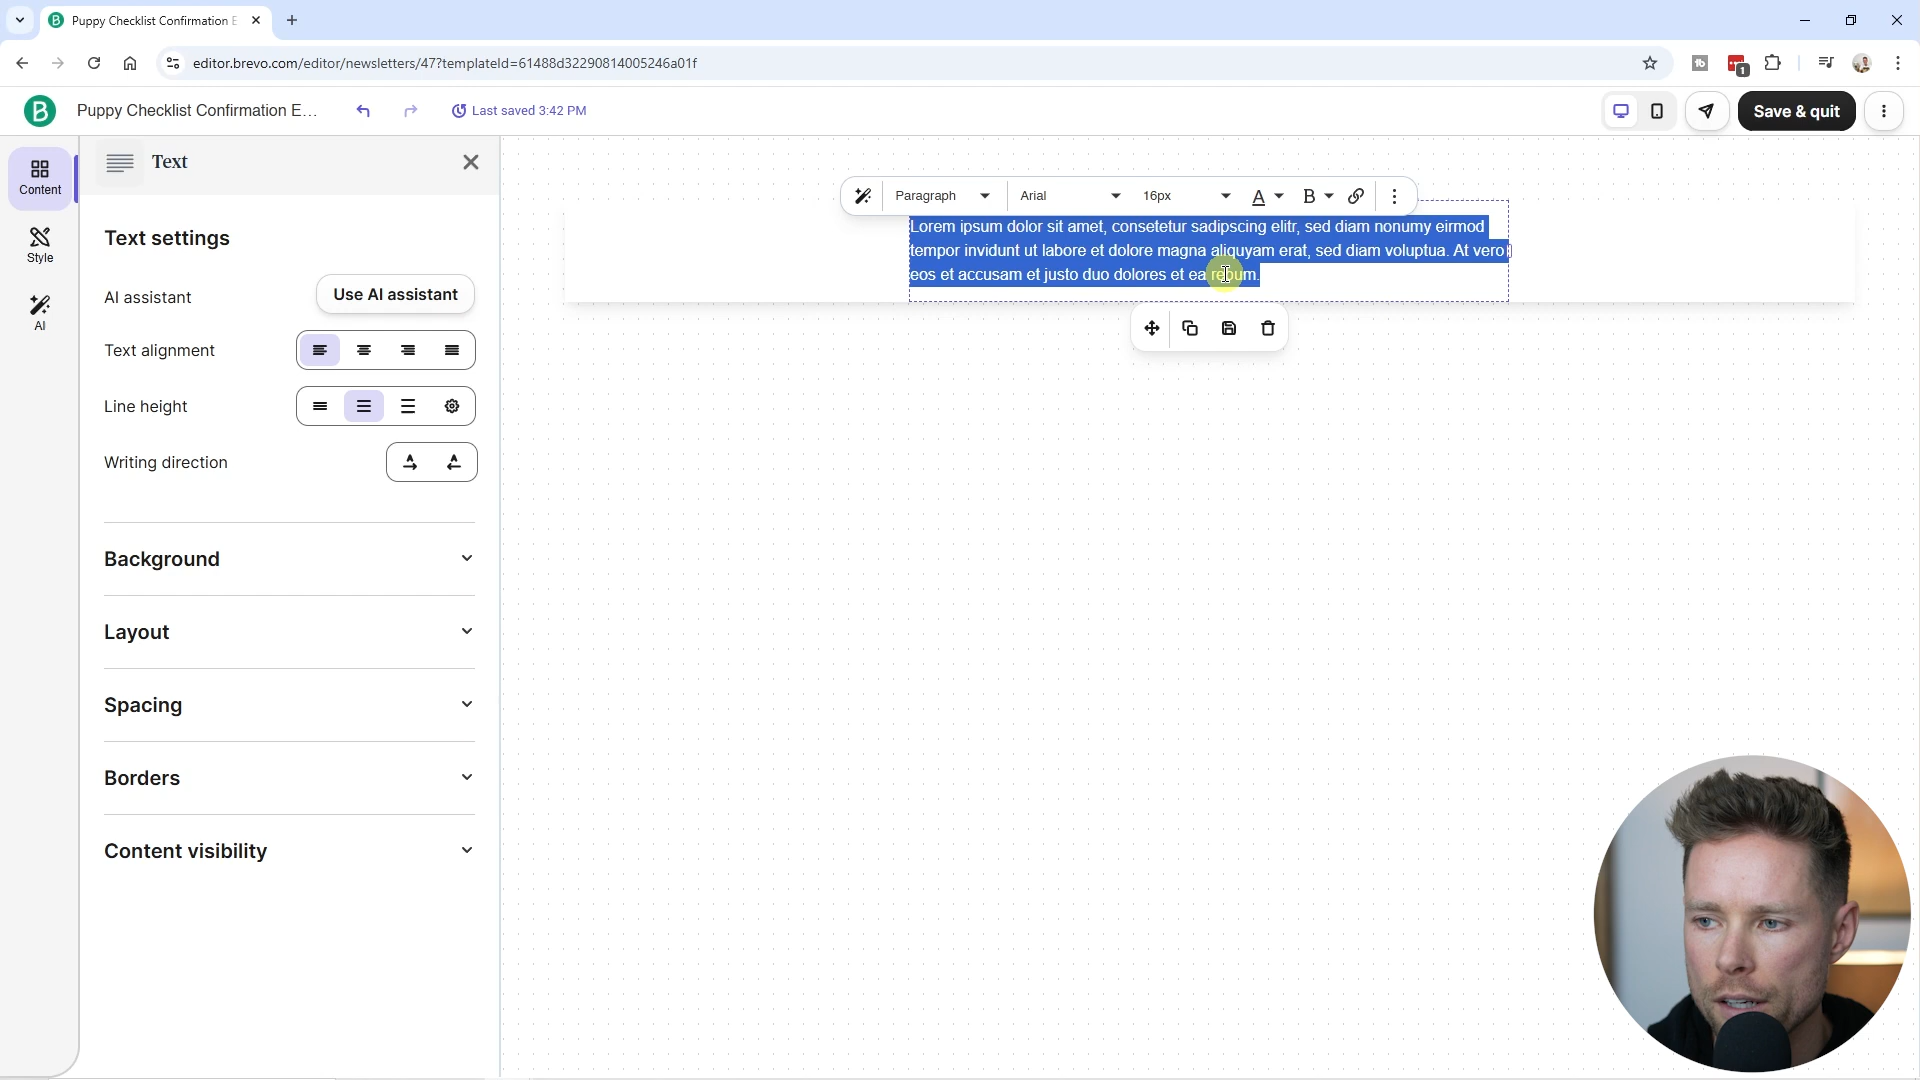 Puppy Checklist Confirmation E
editor.brevo.com/editor/newsletters/47?templateId=61488d32290814005246a01f
1
B
Puppy Checklist Confirmation E...
Last saved 3:42 PM
Save & quit
Content
Style
AI
Text
Text settings
AI assistant
Use AI assistant
Text alignment
Line height
Writing direction
Background
Layout
Spacing
Borders
Content visibility
Paragraph
Arial
16px
A
B
Lorem ipsum dolor sit amet, consetetur sadipscing elitr, sed diam nonumy eirmod
tempor invidunt ut labore et dolore magna aliquyam erat, sed diam voluptua. At vero
eos et accusam et justo duo dolores et ea rebum.